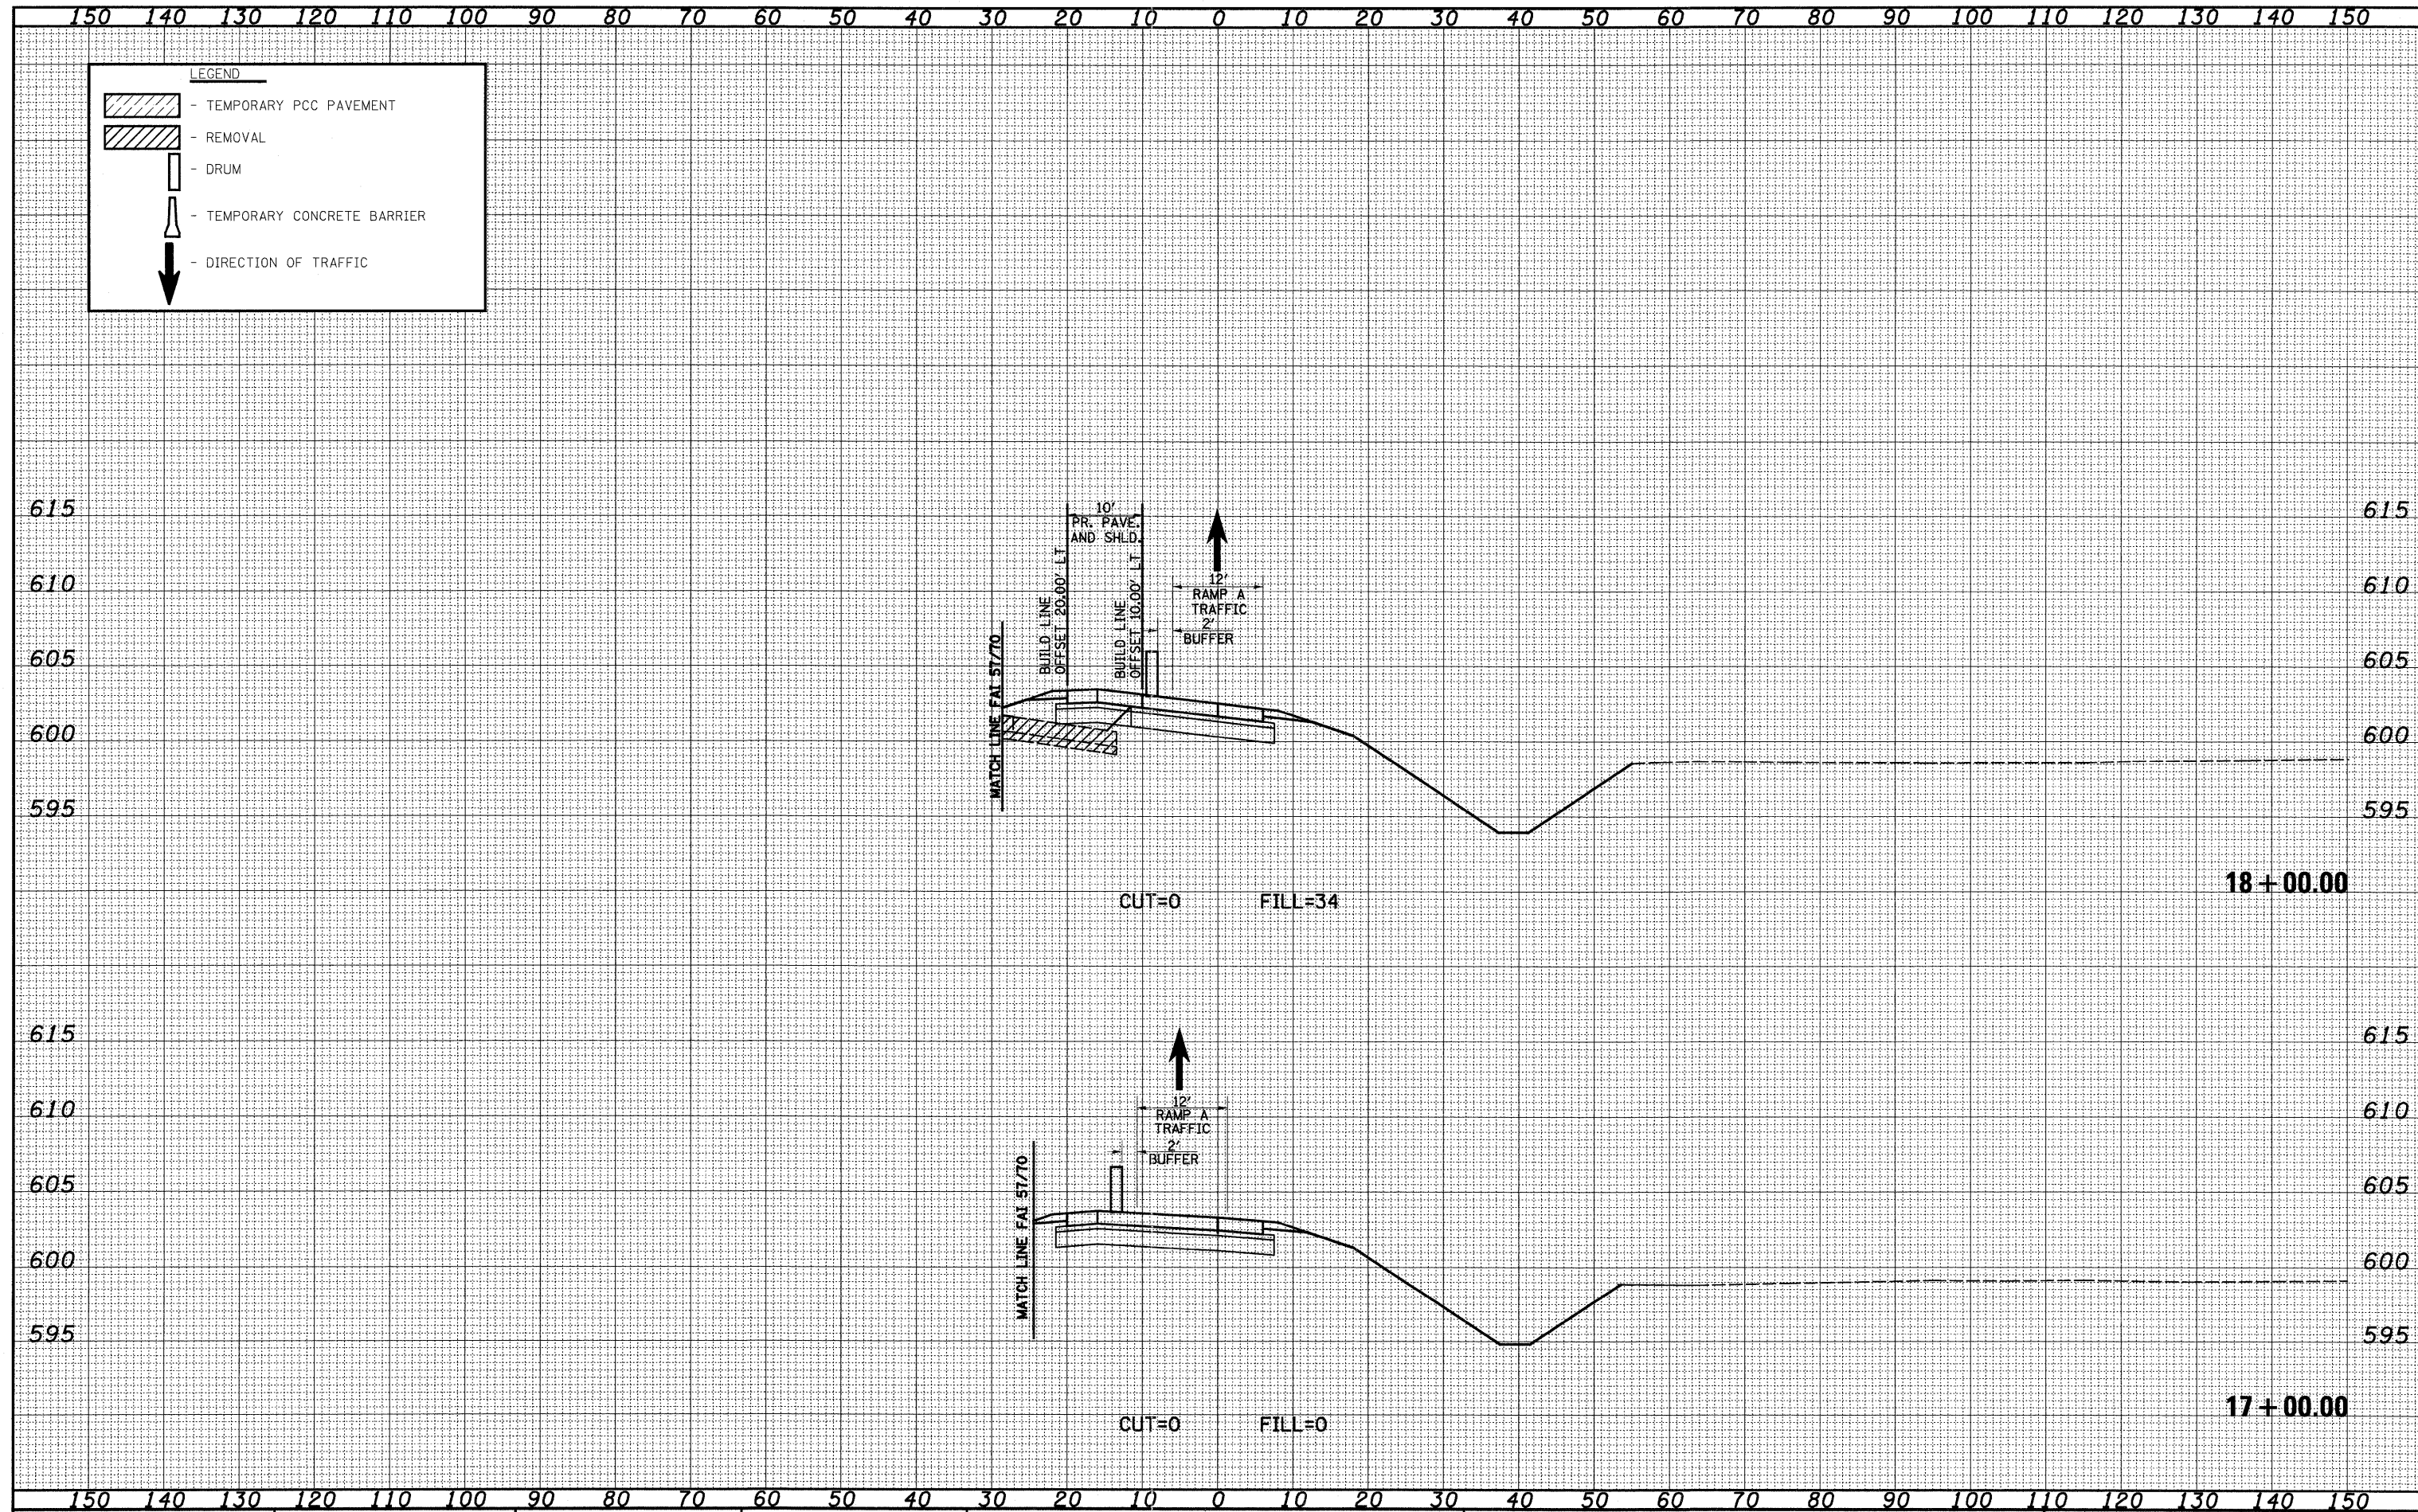 150 140 130 120 110 100 90 80 70 60 50 40 30 20 10 0 10 20 30 40 50 60 70 80 90 100 110 120 130 140 150
LEGEND
- TEMPORARY PCC PAVEMENT
- REMOVAL
- DRUM
- TEMPORARY CONCRETE BARRIER
- DIRECTION OF TRAFFIC
615 615
10'
PR. PAVE.
AND SHLD.
BUILD LINE
OFFSET 20.00' LT
BUILD LINE
OFFSET 10.00' LT
610 610
12'
RAMP A
TRAFFIC
2'
BUFFER
MATCH LINE FAI 57/70
605 605
600 600
595 595
18+00.00
CUT=0 FILL=34
615 615
610 610
12'
RAMP A
TRAFFIC
2'
BUFFER
MATCH LINE FAI 57/70
605 605
600 600
595 595
17+00.00
CUT=0 FILL=0
150 140 130 120 110 100 90 80 70 60 50 40 30 20 10 0 10 20 30 40 50 60 70 80 90 100 110 120 130 140 150